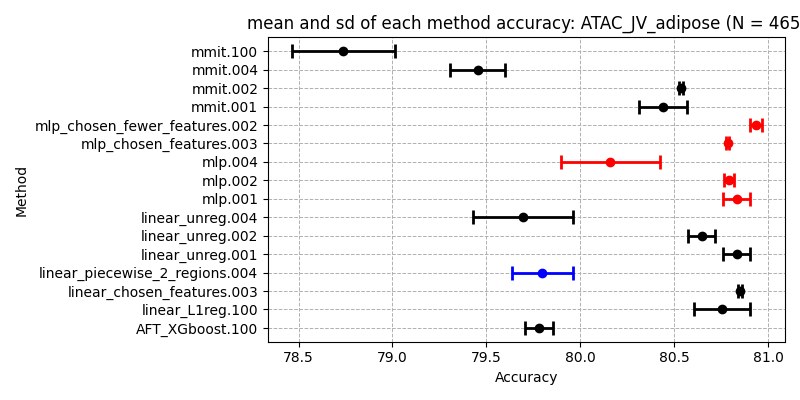 mean and sd of each method accuracy: ATAC_JV_adipose (N = 465
mmit.100
mmit.004
mmit.002
mmit.001
mlp_chosen_fewer_features.002
mlp_chosen_features.003
mlp.004
mlp.002
mlp.001
linear_unreg.004
linear_unreg.002
linear_unreg.001
linear_piecewise_2_regions.004
linear_chosen_features.003
linear_L1reg.100
AFT_XGboost.100
Method
78.5 79.0 79.5 80.0 80.5 81.0
Accuracy